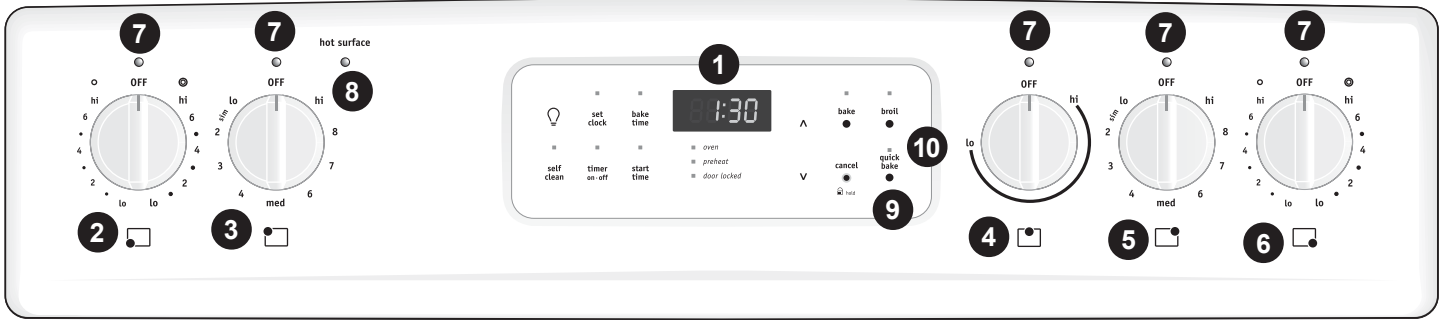 7 7 1 7 7 7
hot surface
8
OFF OFF OFF OFF OFF
hi hi
6 6
4 4
2 2
lo lo
lo hi
sim
2 8
3 7
4 6
med
1:30
set clock
bake time
bake
broil
oven
preheat
door locked
self clean
timer on-off
start time
cancel
hold
quick bake
10
9
lo hi
lo hi
sim
2 8
3 7
4 6
med
hi hi
6 6
4 4
2 2
lo lo
2 3 4 5 6